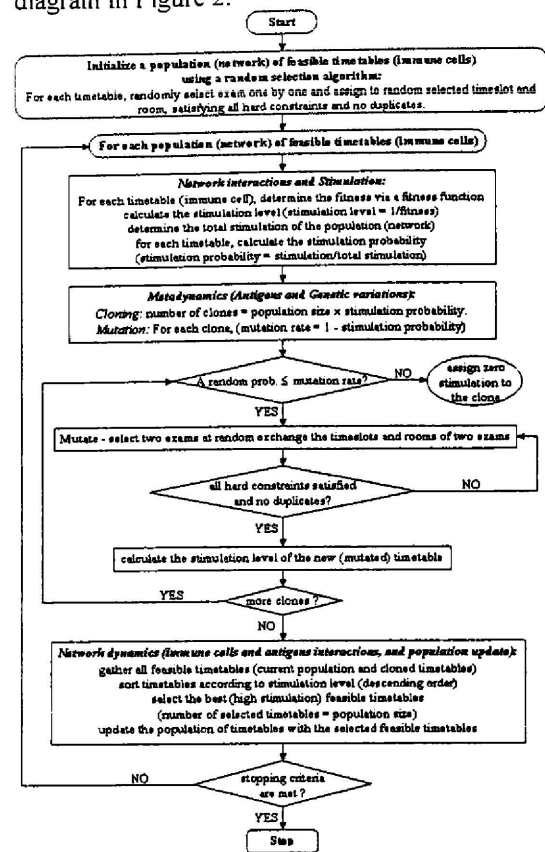 diagram in Figure 2.
Start
Initialize a population (network) of feasible timetables (immune cells)
using a random selection algorithm:
For each timetable, randomly select exam one by one and assign to random selected timeslot and
room, satisfying all hard constraints and no duplicates.
For each population (network) of feasible timetables (immune cells)
Network interactions and Stimulation:
For each timetable (immune cell), determine the fitness via a fitness function
calculate the stimulation level (stimulation level = 1/fitness)
determine the total stimulation of the population (network)
for each timetable, calculate the stimulation probability
(stimulation probability = stimulation/total stimulation)
Metadynamics (Antigens and Genetic variations):
Cloning: number of clones = population size x stimulation probability.
Mutation: For each clone, (mutation rate = 1 - stimulation probability)
A random prob. ≤ mutation rate?
NO
assign zero
stimulation to
the clone
YES
Mutate - select two exams at random exchange the timeslots and rooms of two exams
all hard constraints satisfied
and no duplicates?
NO
YES
calculate the stimulation level of the new (mutated) timetable
YES
more clones ?
NO
Network dynamics (immune cells and antigens interactions, and population update):
gather all feasible timetables (current population and cloned timetables)
sort timetables according to stimulation level (descending order)
select the best (high stimulation) feasible timetables
(number of selected timetables = population size)
update the population of timetables with the selected feasible timetables
NO
stopping criteria
are met ?
YES
Stop